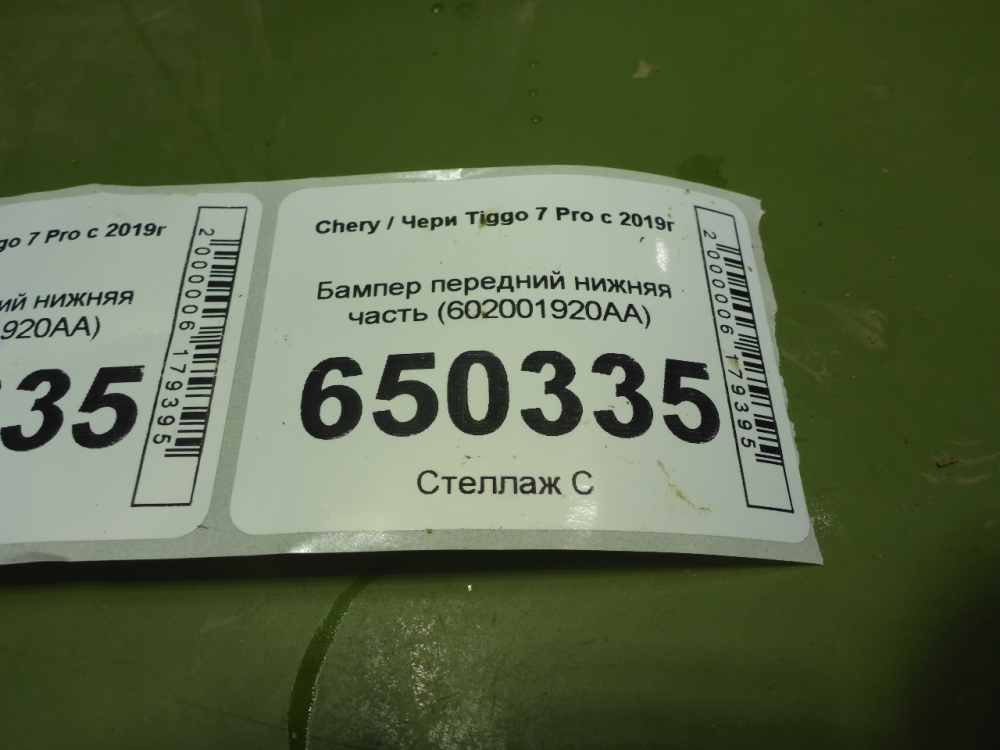 go 7 Pro с 2019г
ий нижняя
920AA)
35
2000006179395
Chery / Чери Tiggo 7 Pro с 2019г
Бампер передний нижняя
часть (602001920AA)
650335
Стеллаж С
2000006179395